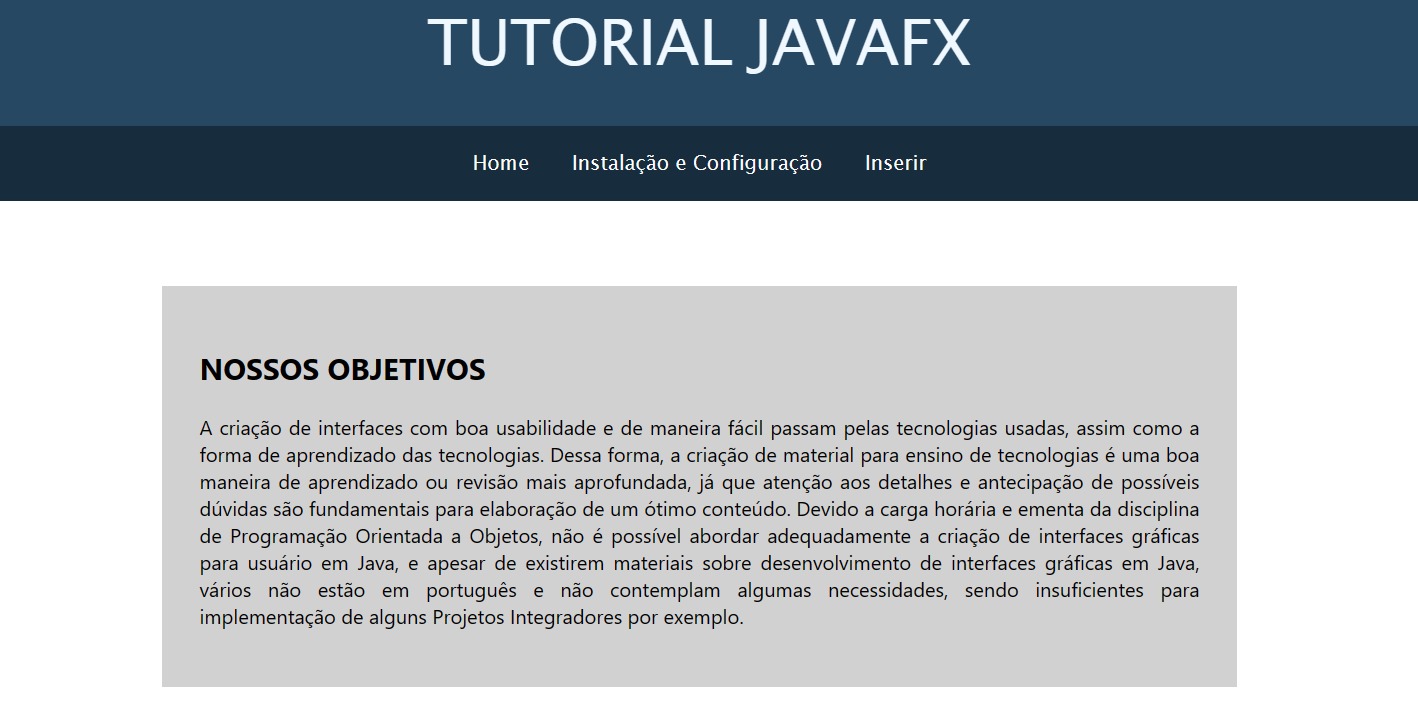 TUTORIAL JAVAFX
Home Instalação e Configuração Inserir
NOSSOS OBJETIVOS
A criação de interfaces com boa usabilidade e de maneira fácil passam pelas tecnologias usadas, assim como a
forma de aprendizado das tecnologias. Dessa forma, a criação de material para ensino de tecnologias é uma boa
maneira de aprendizado ou revisão mais aprofundada, já que atenção aos detalhes e antecipação de possíveis
dúvidas são fundamentais para elaboração de um ótimo conteúdo. Devido a carga horária e ementa da disciplina
de Programação Orientada a Objetos, não é possível abordar adequadamente a criação de interfaces gráficas
para usuário em Java, e apesar de existirem materiais sobre desenvolvimento de interfaces gráficas em Java,
vários não estão em português e não contemplam algumas necessidades, sendo insuficientes para
implementação de alguns Projetos Integradores por exemplo.